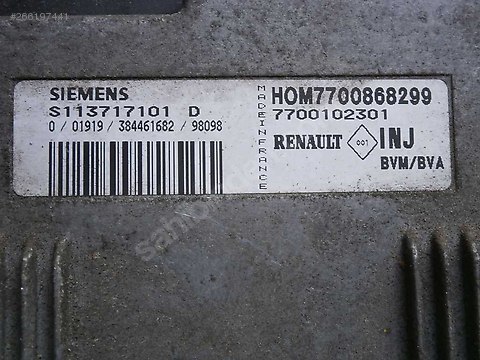 #266197441
SIEMENS
S113717101 D
0 / 01919 / 384461682 / 98098
MADE IN FRANCE
HOM7700868299
7700102301
RENAULT 001 INJ
BVM/BVA